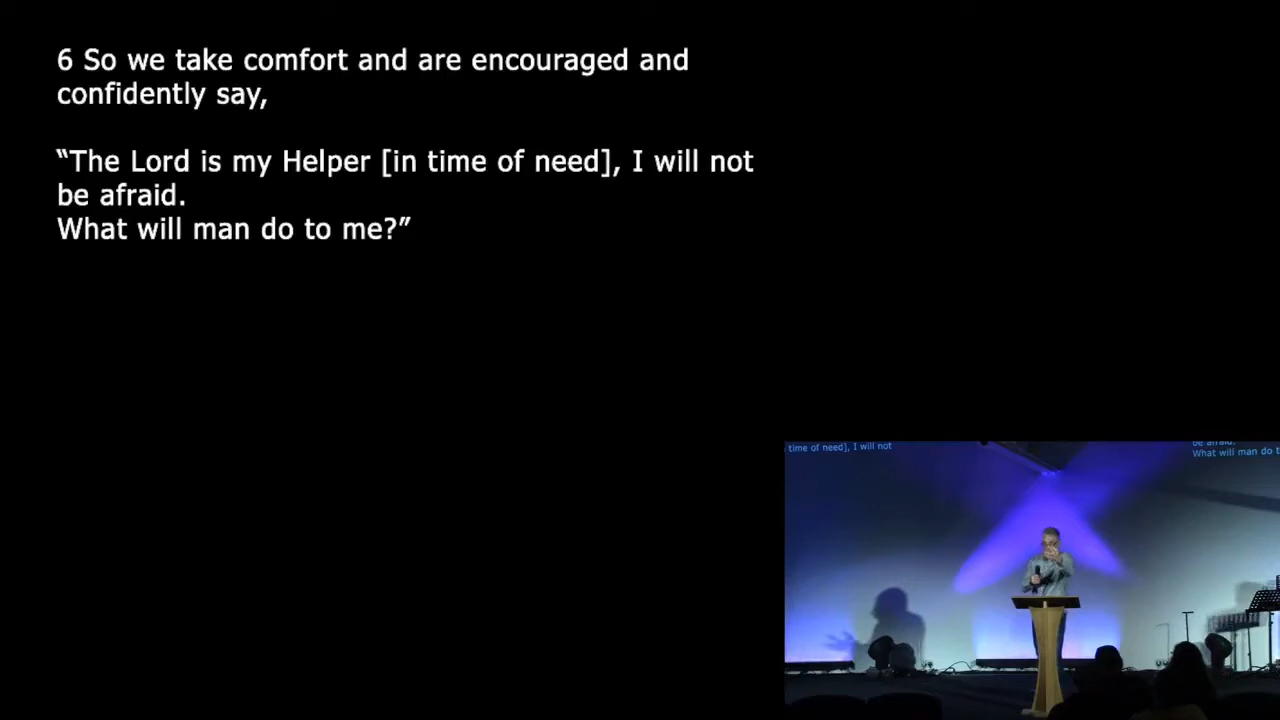 6 So we take comfort and are encouraged and
confidently say,
“The Lord is my Helper [in time of need], I will not
be afraid.
What will man do to me?”
time of need], I will not
be afraid.
What will man do t